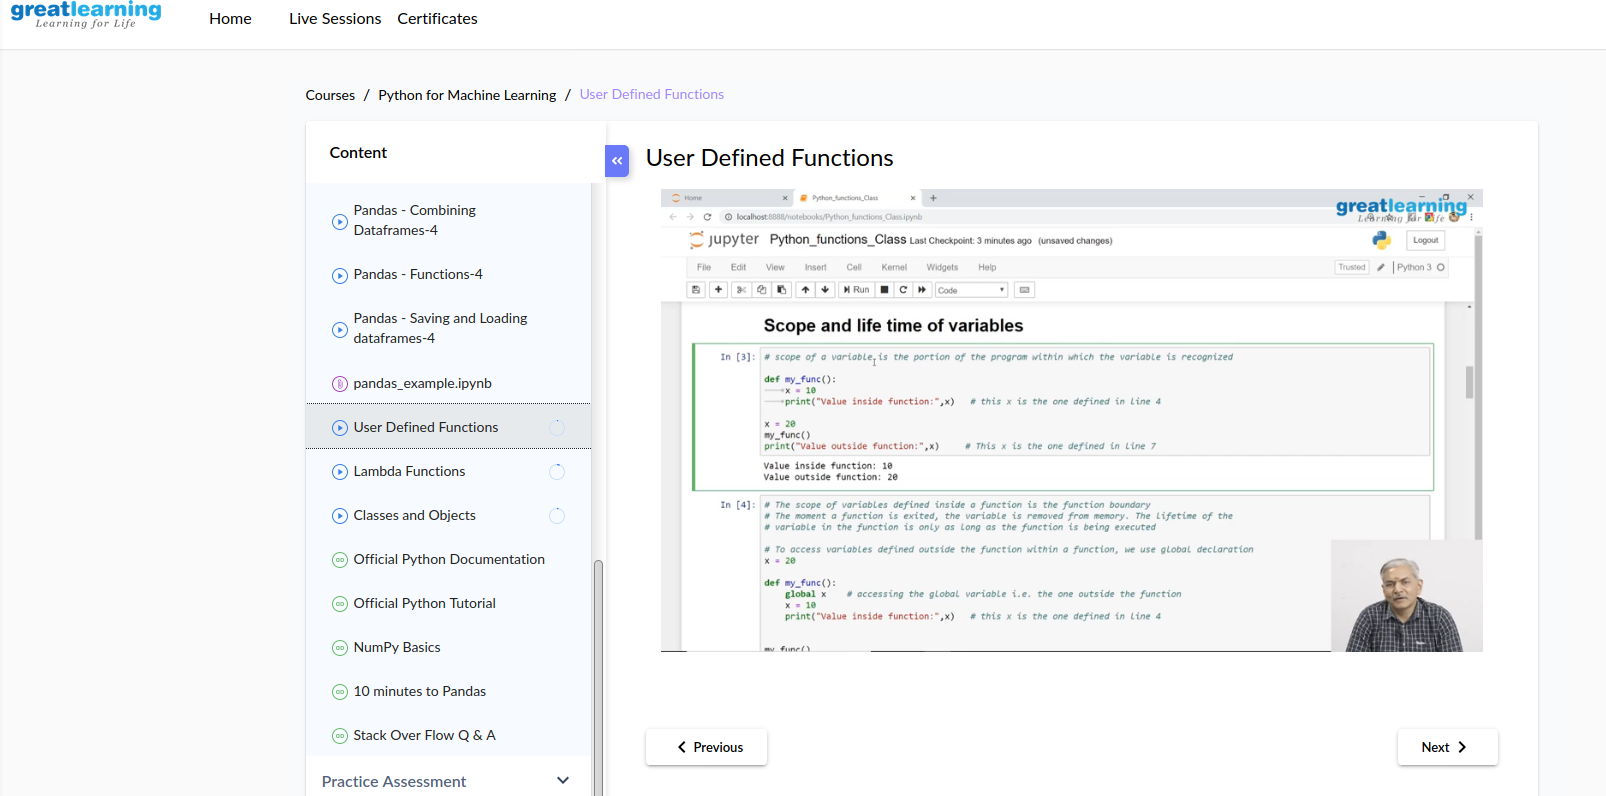 greatlearning
Learning for Life
Home
Live Sessions
Certificates
Courses / Python for Machine Learning / User Defined Functions
Content
Pandas - Combining
Dataframes-4
Pandas - Functions-4
Pandas - Saving and Loading
dataframes-4
pandas_example.ipynb
User Defined Functions
Lambda Functions
Classes and Objects
Official Python Documentation
Official Python Tutorial
NumPy Basics
10 minutes to Pandas
Stack Over Flow Q & A
Practice Assessment
User Defined Functions
Home
Python_functions_Class
localhost:8888/notebooks/Python_functions_Class.ipynb
greatlearning
Learning for Life
jupyter Python_functions_Class Last Checkpoint: 3 minutes ago (unsaved changes)
Logout
File Edit View Insert Cell Kernel Widgets Help
Trusted
Python 3
Run
Code
Scope and life time of variables
In [3]: # scope of a variable is the portion of the program within which the variable is recognized
def my_func():
x = 10
print("Value inside function:",x) # this x is the one defined in line 4
x = 20
my_func()
print("Value outside function:",x) # This x is the one defined in line 7
Value inside function: 10
Value outside function: 20
In [4]: # The scope of variables defined inside a function is the function boundary
# The moment a function is exited, the variable is removed from memory. The lifetime of the
# variable in the function is only as long as the function is being executed
# To access variables defined outside the function within a function, we use global declaration
x = 20
def my_func():
global x # accessing the global variable i.e. the one outside the function
x = 10
print("Value inside function:",x) # this x is the one defined in line 4
my_func()
Previous
Next